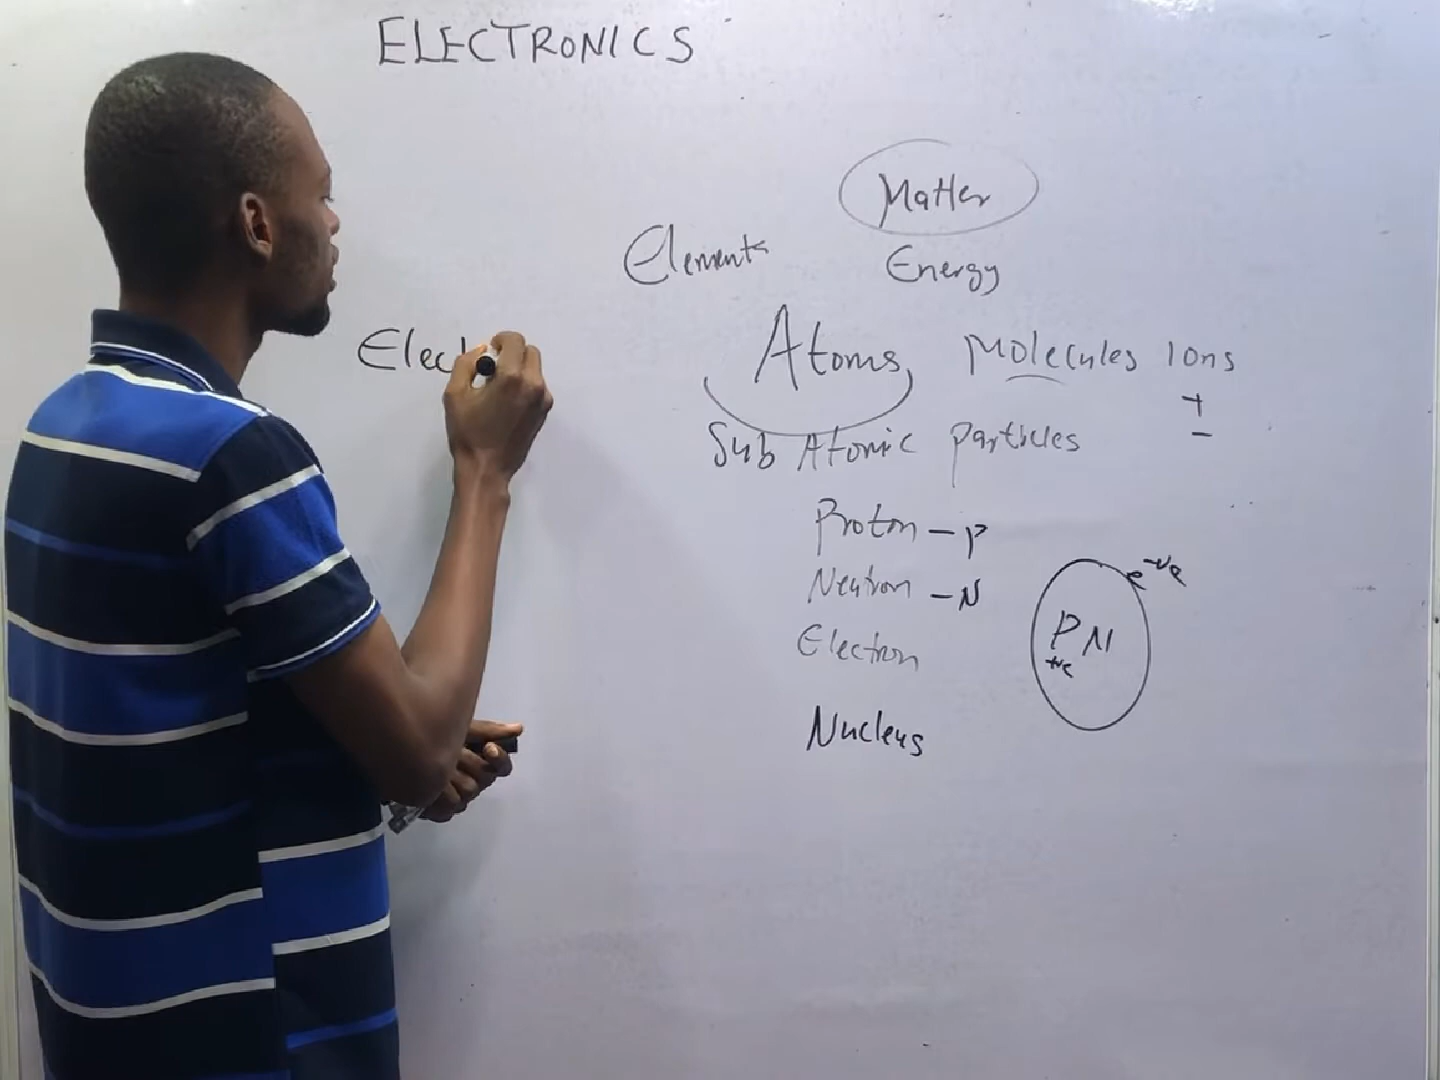 ELECTRONICS
Matter
Elements
Energy
Elect
Atoms Molecules Ions
+
-
Sub Atomic Particles
Proton - P
Neutron - N
Electron
e -ve
P N
+ve
Nucleus